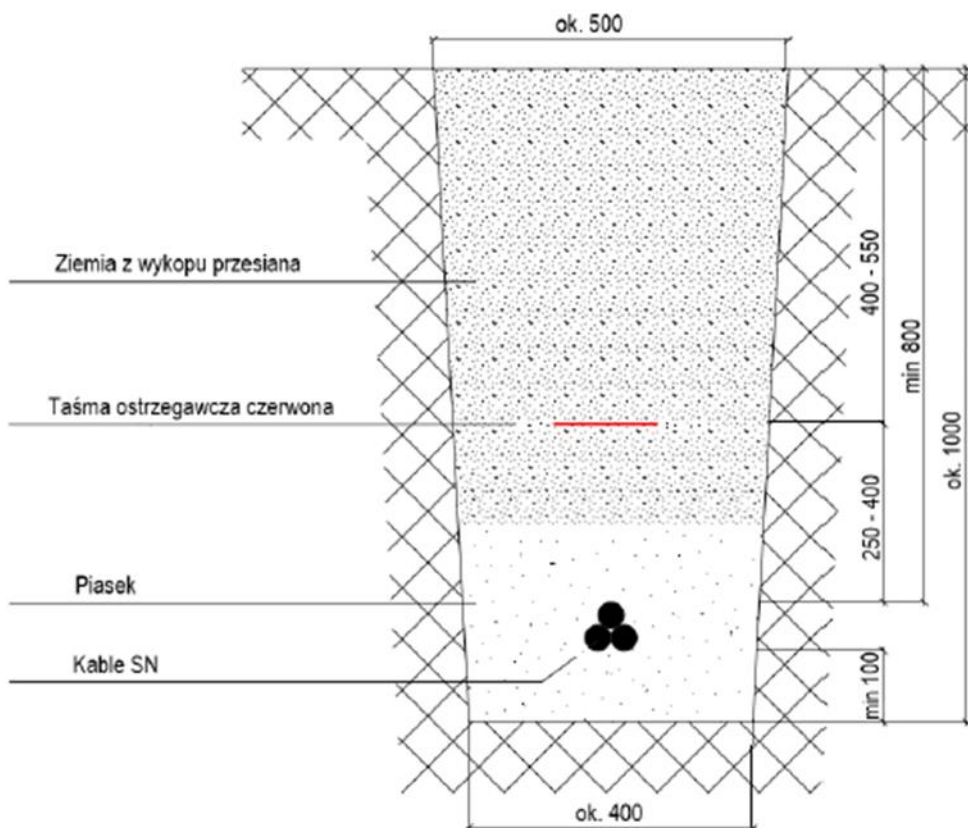 ok. 500
Ziemia z wykopu przesiana
400 - 550
min 800
ok. 1000
Taśma ostrzegawcza czerwona
250 - 400
Piasek
Kable SN
min 100
ok. 400